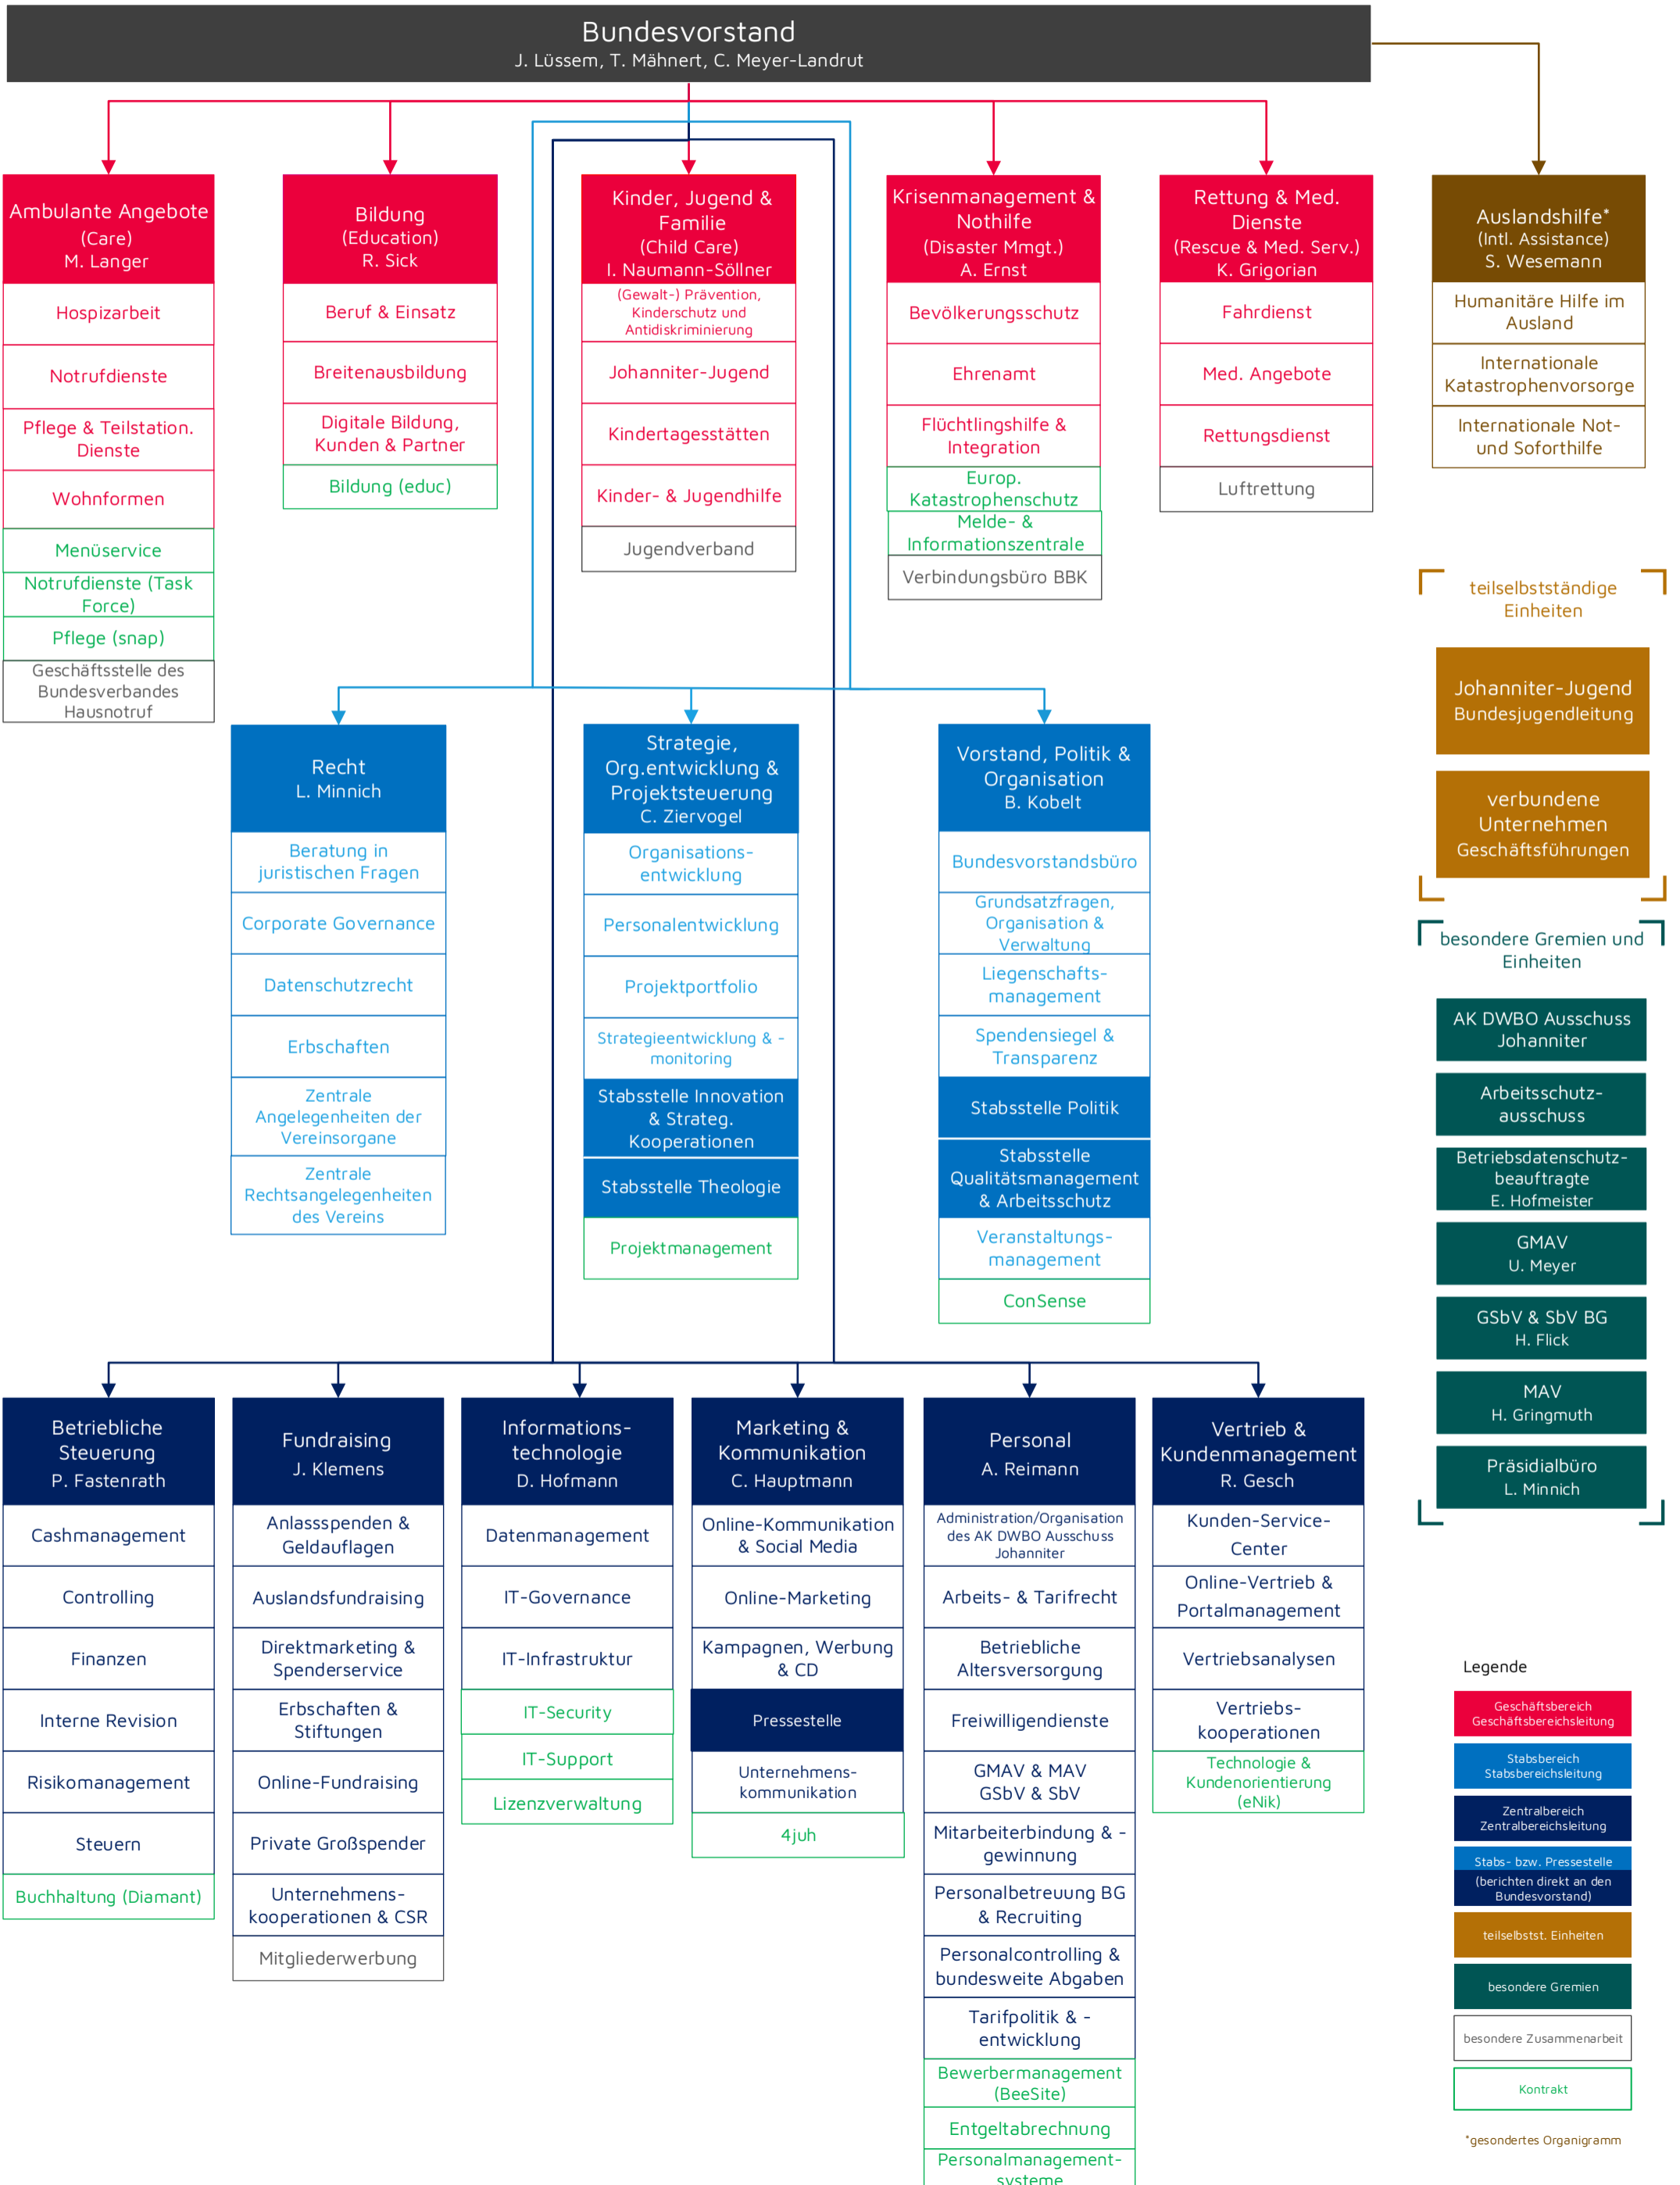 Bundesvorstand
J. Lüssem, T. Mähnert, C. Meyer-Landrut
Ambulante Angebote
(Care)
M. Langer
Hospizarbeit
Notrufdienste
Pflege & Teilstation.
Dienste
Wohnformen
Menüservice
Notrufdienste (Task
Force)
Pflege (snap)
Geschäftsstelle des
Bundesverbandes
Hausnotruf
Bildung
(Education)
R. Sick
Beruf & Einsatz
Breitenausbildung
Digitale Bildung,
Kunden & Partner
Bildung (educ)
Kinder, Jugend &
Familie
(Child Care)
I. Naumann-Söllner
(Gewalt-) Prävention,
Kinderschutz und
Antidiskriminierung
Johanniter-Jugend
Kindertagesstätten
Kinder- & Jugendhilfe
Jugendverband
Krisenmanagement &
Nothilfe
(Disaster Mmgt.)
A. Ernst
Bevölkerungsschutz
Ehrenamt
Flüchtlingshilfe &
Integration
Europ.
Katastrophenschutz
Melde- &
Informationszentrale
Verbindungsbüro BBK
Rettung & Med.
Dienste
(Rescue & Med. Serv.)
K. Grigorian
Fahrdienst
Med. Angebote
Rettungsdienst
Luftrettung
Auslandshilfe*
(Intl. Assistance)
S. Wesemann
Humanitäre Hilfe im
Ausland
Internationale
Katastrophenvorsorge
Internationale Not-
und Soforthilfe
teilselbstständige
Einheiten
Johanniter-Jugend
Bundesjugendleitung
verbundene
Unternehmen
Geschäftsführungen
besondere Gremien und
Einheiten
AK DWBO Ausschuss
Johanniter
Arbeitsschutz-
ausschuss
Betriebsdatenschutz-
beauftragte
E. Hofmeister
GMAV
U. Meyer
GSbV & SbV BG
H. Flick
MAV
H. Gringmuth
Präsidialbüro
L. Minnich
Recht
L. Minnich
Beratung in
juristischen Fragen
Corporate Governance
Datenschutzrecht
Erbschaften
Zentrale
Angelegenheiten der
Vereinsorgane
Zentrale
Rechtsangelegenheiten
des Vereins
Strategie,
Org.entwicklung &
Projektsteuerung
C. Ziervogel
Organisations-
entwicklung
Personalentwicklung
Projektportfolio
Strategieentwicklung & -
monitoring
Stabsstelle Innovation
& Strateg.
Kooperationen
Stabsstelle Theologie
Projektmanagement
Vorstand, Politik &
Organisation
B. Kobelt
Bundesvorstandsbüro
Grundsatzfragen,
Organisation &
Verwaltung
Liegenschafts-
management
Spendensiegel &
Transparenz
Stabsstelle Politik
Stabsstelle
Qualitätsmanagement
& Arbeitsschutz
Veranstaltungs-
management
ConSense
Betriebliche
Steuerung
P. Fastenrath
Cashmanagement
Controlling
Finanzen
Interne Revision
Risikomanagement
Steuern
Buchhaltung (Diamant)
Fundraising
J. Klemens
Anlassspenden &
Geldauflagen
Auslandsfundraising
Direktmarketing &
Spenderservice
Erbschaften &
Stiftungen
Online-Fundraising
Private Großspender
Unternehmens-
kooperationen & CSR
Mitgliederwerbung
Informations-
technologie
D. Hofmann
Datenmanagement
IT-Governance
IT-Infrastruktur
IT-Security
IT-Support
Lizenzverwaltung
Marketing &
Kommunikation
C. Hauptmann
Online-Kommunikation
& Social Media
Online-Marketing
Kampagnen, Werbung
& CD
Pressestelle
Unternehmens-
kommunikation
4juh
Personal
A. Reimann
Administration/Organisation
des AK DWBO Ausschuss
Johanniter
Arbeits- & Tarifrecht
Betriebliche
Altersversorgung
Freiwilligendienste
GMAV & MAV
GSbV & SbV
Mitarbeiterbindung & -
gewinnung
Personalbetreuung BG
& Recruiting
Personalcontrolling &
bundesweite Abgaben
Tarifpolitik & -
entwicklung
Bewerbermanagement
(BeeSite)
Entgeltabrechnung
Personalmanagement-
systeme
Vertrieb &
Kundenmanagement
R. Gesch
Kunden-Service-
Center
Online-Vertrieb &
Portalmanagement
Vertriebsanalysen
Vertriebs-
kooperationen
Technologie &
Kundenorientierung
(eNik)
Legende
Geschäftsbereich
Geschäftsbereichsleitung
Stabsbereich
Stabsbereichsleitung
Zentralbereich
Zentralbereichsleitung
Stabs- bzw. Pressestelle
(berichten direkt an den
Bundesvorstand)
teilselbstst. Einheiten
besondere Gremien
besondere Zusammenarbeit
Kontrakt
*gesondertes Organigramm